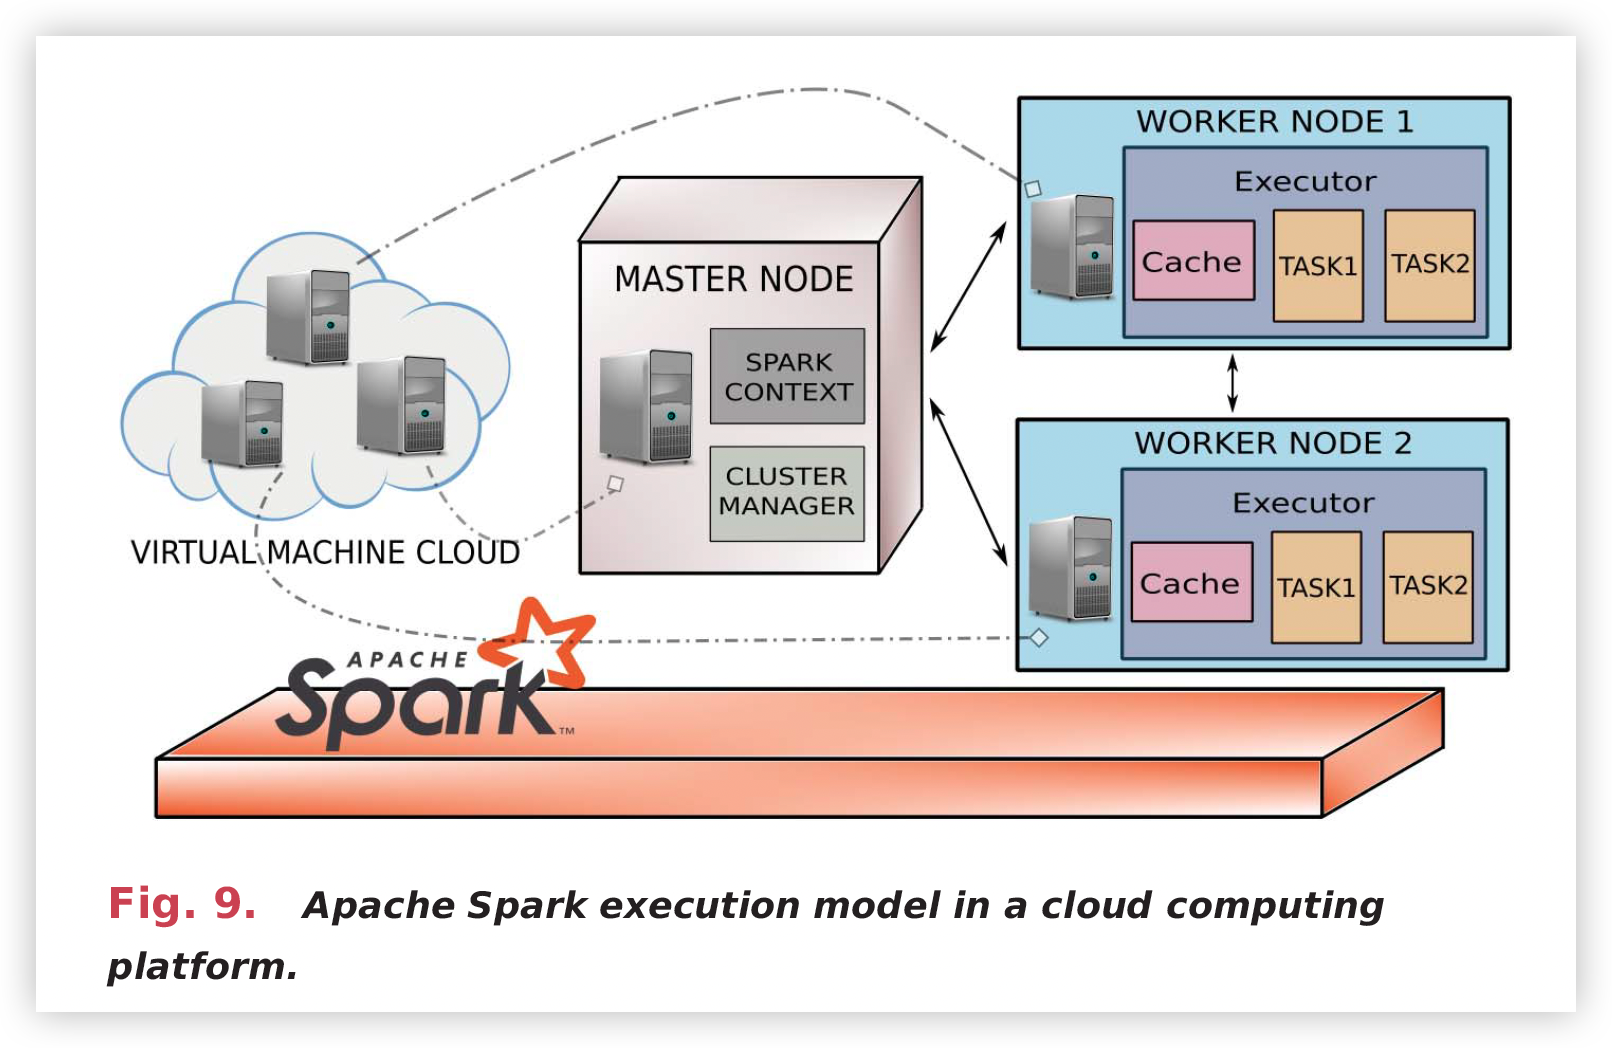 WORKER NODE 1
Executor
Cache
TASK1
TASK2
MASTER NODE
SPARK
CONTEXT
CLUSTER
MANAGER
WORKER NODE 2
Executor
Cache
TASK1
TASK2
VIRTUAL MACHINE CLOUD
APACHE
Spark™
Fig. 9. Apache Spark execution model in a cloud computing
platform.